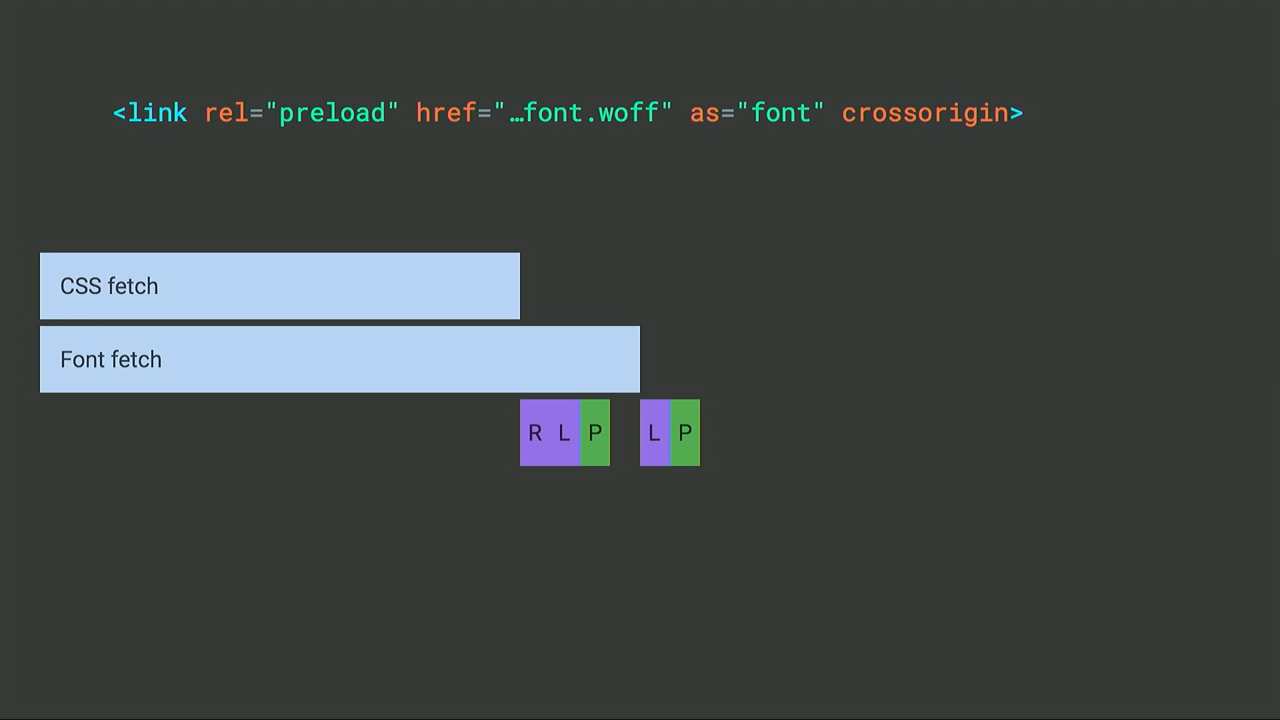 <link rel="preload" href="…font.woff" as="font" crossorigin>
CSS fetch
Font fetch
R L P L P